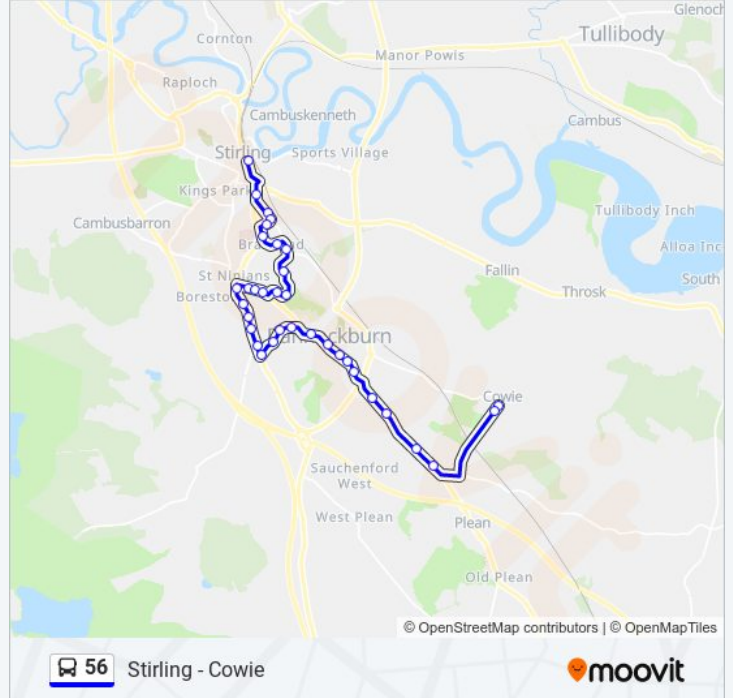 Glenoch
Tullibody
Cornton
Manor Powis
Raploch
Cambuskenneth
Cambus
Stirling
Sports Village
Kings Park
Tullibody Inch
Cambusbarron
Alloa Inc
Fallin
St Ninians
South
Throsk
Cowie
Sauchenford
West
West Plean
Plean
Old Plean
© OpenStreetMap contributors | © OpenMapTiles
56 Stirling - Cowie
moovit